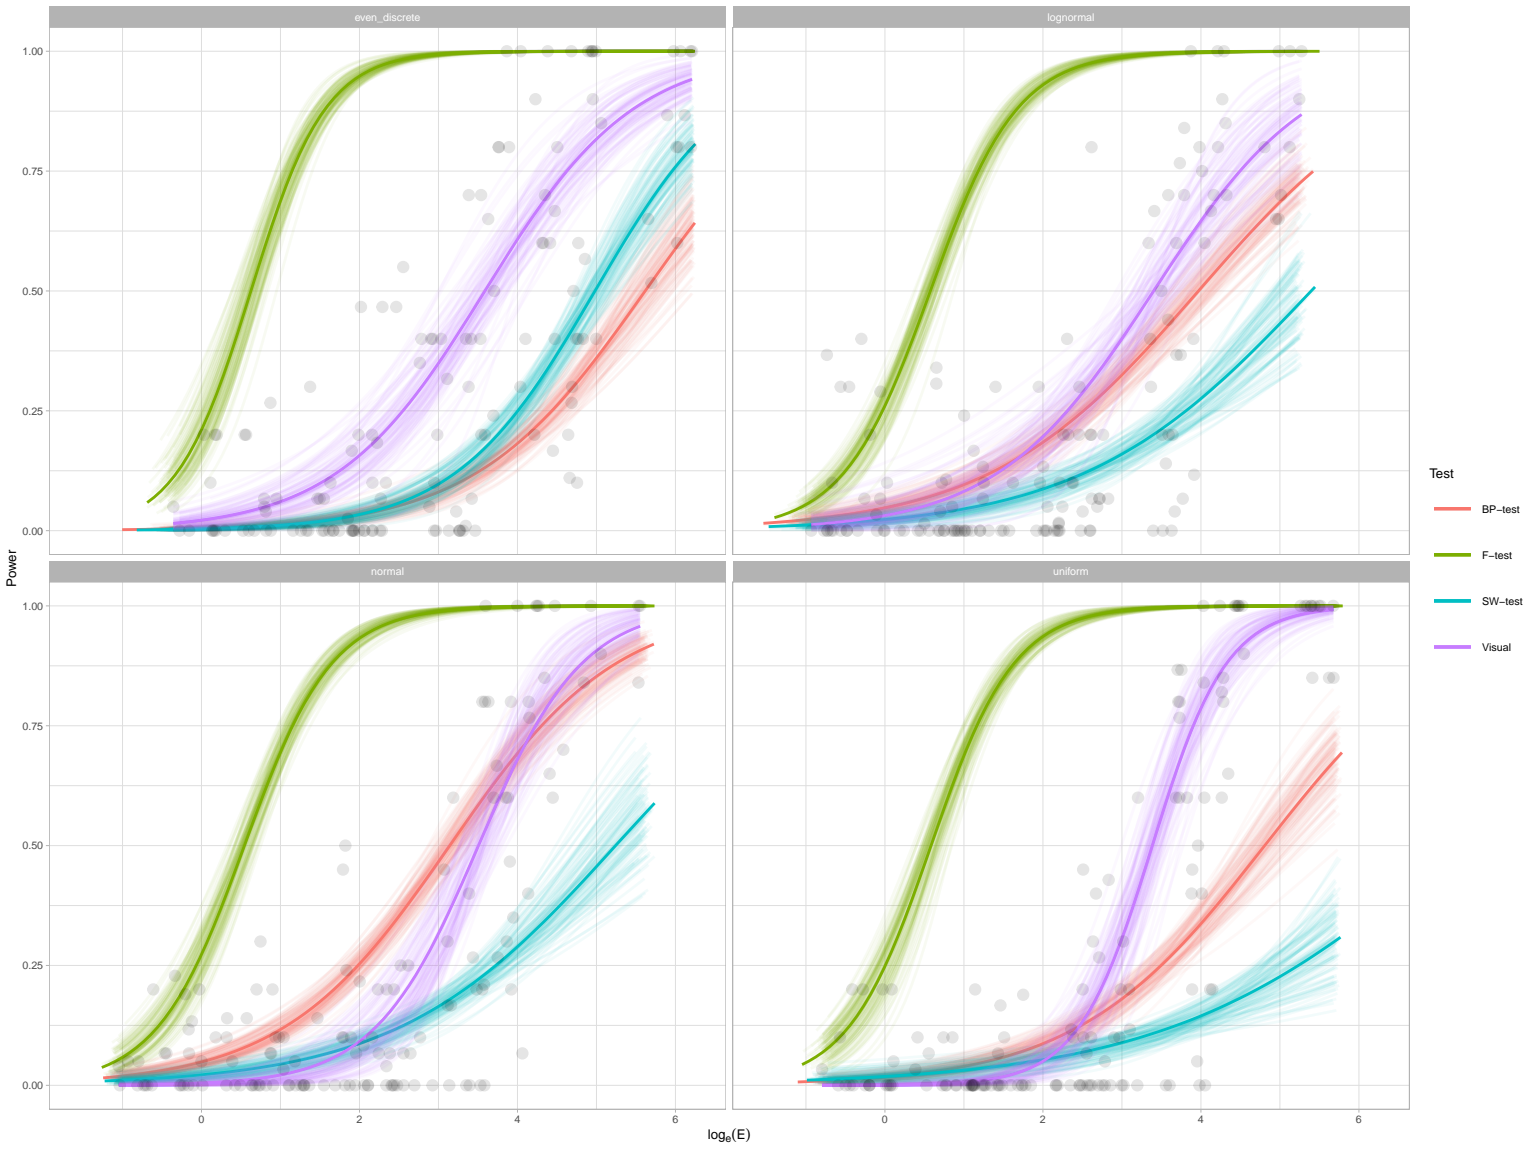 even_discrete
lognormal
1.00
0.75
0.50
0.25
0.00
normal
uniform
1.00
0.75
0.50
0.25
0.00
0
2
4
6
0
2
4
6
Power
logₑ(E)
Test
BP−test
F−test
SW−test
Visual